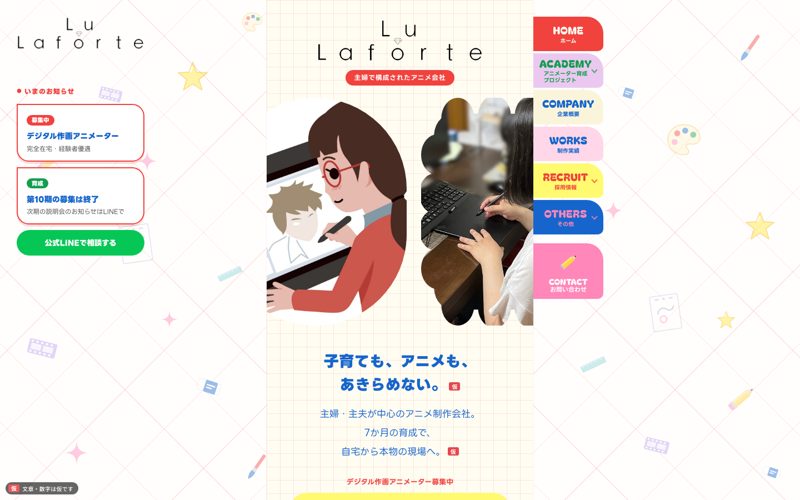 Lu
Laforte
いまのお知らせ
募集中
デジタル作画アニメーター
完全在宅・経験者優遇
育成
第10期の募集は終了
次期の説明会のお知らせはLINEで
公式LINEで相談する
仮 文章・数字は仮です
Lu
Laforte
主婦で構成されたアニメ会社
子育ても、アニメも、
あきらめない。 仮
主婦・主夫が中心のアニメ制作会社。
7か月の育成で、
自宅から本物の現場へ。 仮
デジタル作画アニメーター募集中
HOME
ホーム
ACADEMY
アニメーター育成
プロジェクト
COMPANY
企業概要
WORKS
制作実績
RECRUIT
採用情報
OTHERS
その他
CONTACT
お問い合わせ